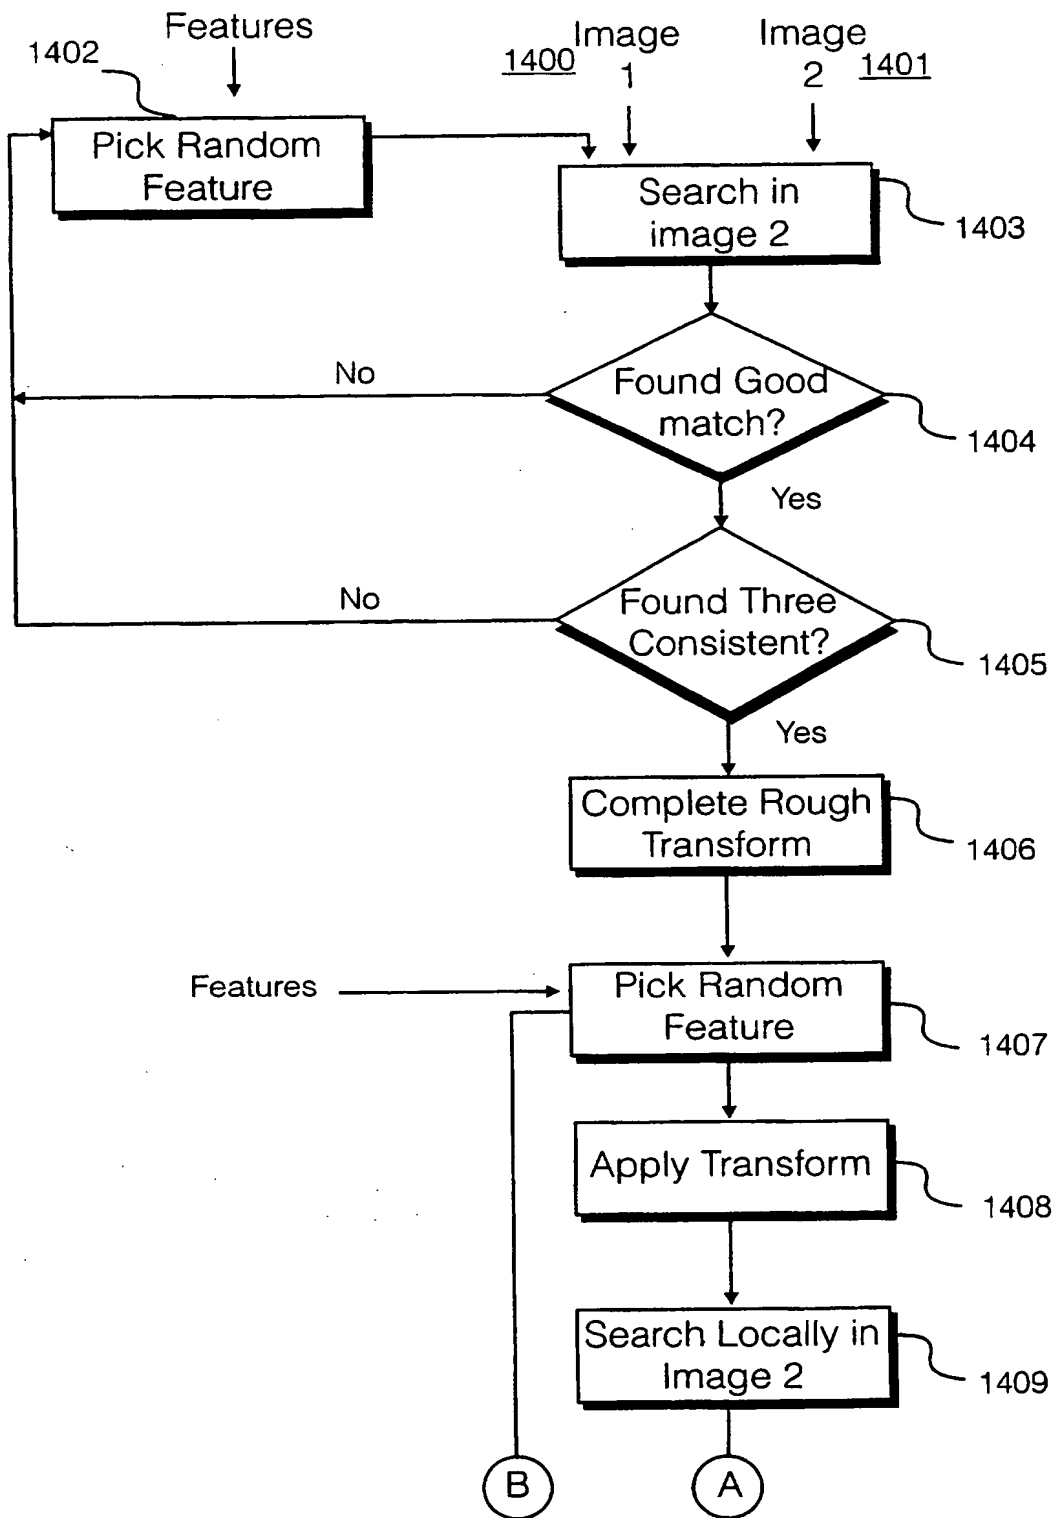 Features
1402
Pick Random
Feature
1400
Image
1
Image
2
1401
Search in
image 2
1403
Found Good
match?
1404
No
Yes
Found Three
Consistent?
1405
No
Yes
Complete Rough
Transform
1406
Features
Pick Random
Feature
1407
Apply Transform
1408
Search Locally in
Image 2
1409
B
A